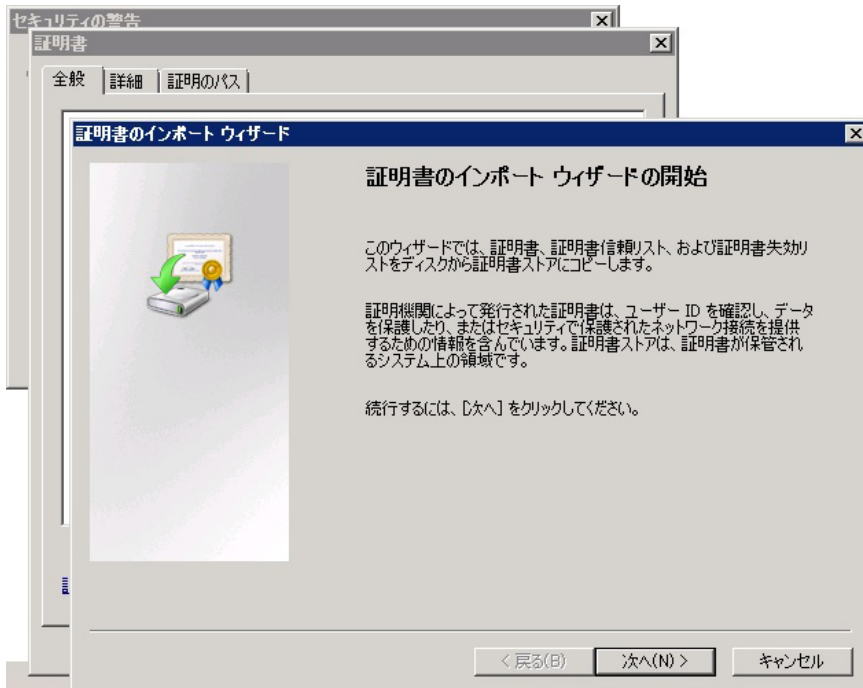 セキュリティの警告
証明書
全般
詳細
証明のパス
証明書のインポート ウィザード
証明書のインポート ウィザードの開始
このウィザードでは、証明書、証明書信頼リスト、および証明書失効リ
ストをディスクから証明書ストアにコピーします。
証明機関によって発行された証明書は、ユーザー ID を確認し、データ
を保護したり、またはセキュリティで保護されたネットワーク接続を提供
するための情報を含んでいます。証明書ストアは、証明書が保管され
るシステム上の領域です。
続行するには、[次へ] をクリックしてください。
< 戻る(B)
次へ(N) >
キャンセル